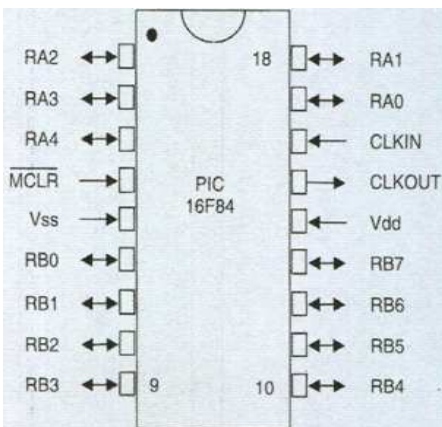 RA2 18 RA1
RA3 RA0
RA4 CLKIN
MCLR PIC CLKOUT
Vss 16F84 Vdd
RB0 RB7
RB1 RB6
RB2 RB5
RB3 9 10 RB4